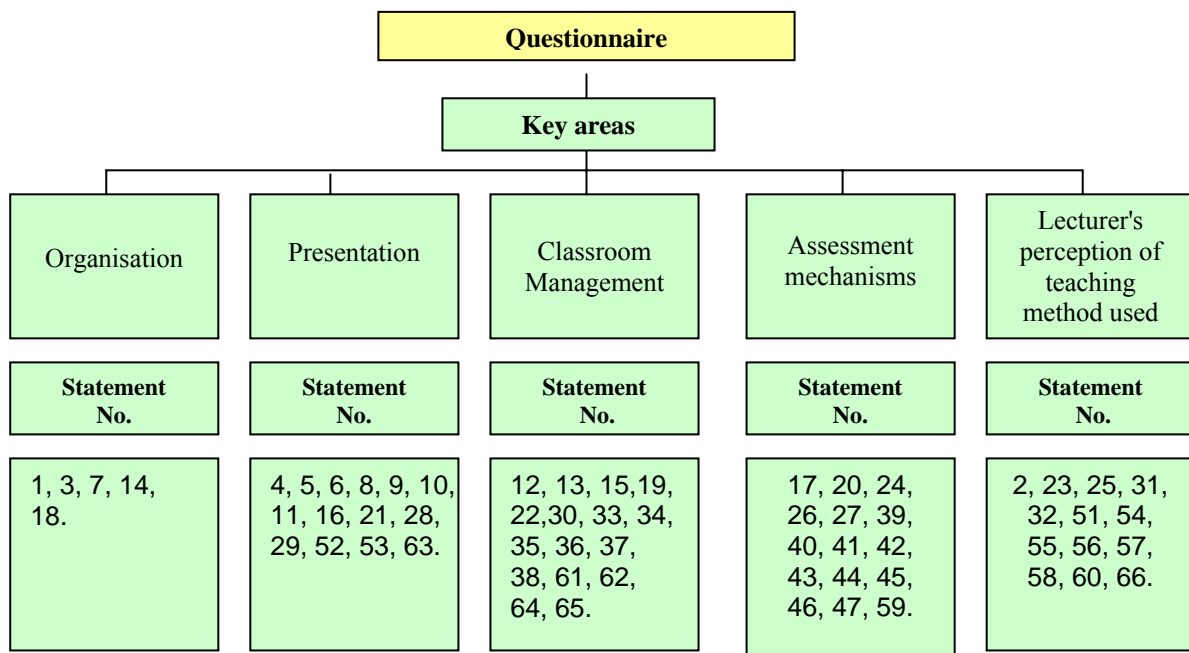 Questionnaire
Key areas
Organisation
Presentation
Classroom
Management
Assessment
mechanisms
Lecturer's
perception of
teaching
method used
Statement
No.
Statement
No.
Statement
No.
Statement
No.
Statement
No.
1, 3, 7, 14,
18.
4, 5, 6, 8, 9, 10,
11, 16, 21, 28,
29, 52, 53, 63.
12, 13, 15,19,
22,30, 33, 34,
35, 36, 37,
38, 61, 62,
64, 65.
17, 20, 24,
26, 27, 39,
40, 41, 42,
43, 44, 45,
46, 47, 59.
2, 23, 25, 31,
32, 51, 54,
55, 56, 57,
58, 60, 66.